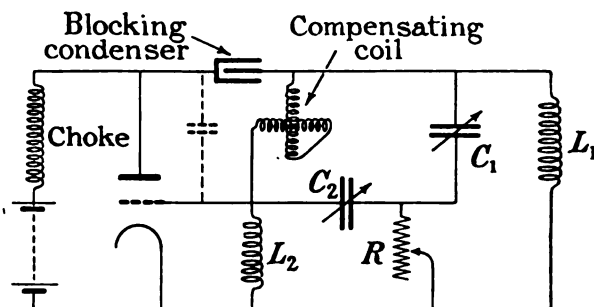 Blocking
condenser
Compensating
coil
Choke
C₁
L₁
C₂
L₂
R